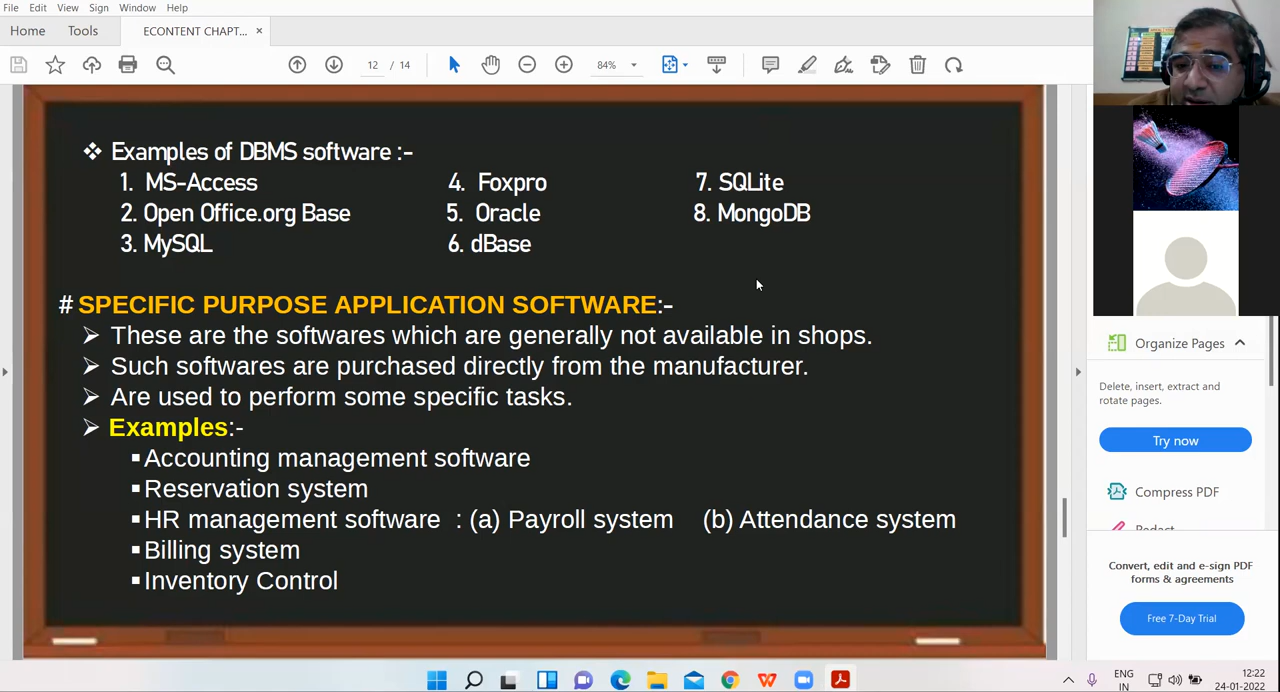 File Edit View Sign Window Help
Home Tools ECONTENT CHAPT... ×
12 / 14 84%
❖ Examples of DBMS software :-
1. MS-Access 4. Foxpro 7. SQLite
2. Open Office.org Base 5. Oracle 8. MongoDB
3. MySQL 6. dBase
# SPECIFIC PURPOSE APPLICATION SOFTWARE:-
➢ These are the softwares which are generally not available in shops.
➢ Such softwares are purchased directly from the manufacturer.
➢ Are used to perform some specific tasks.
➢ Examples:-
▪ Accounting management software
▪ Reservation system
▪ HR management software : (a) Payroll system (b) Attendance system
▪ Billing system
▪ Inventory Control
Organize Pages
Delete, insert, extract and
rotate pages.
Try now
Compress PDF
Redact
Convert, edit and e-sign PDF
forms & agreements
Free 7-Day Trial
ENG 12:22
IN 24-01-2022